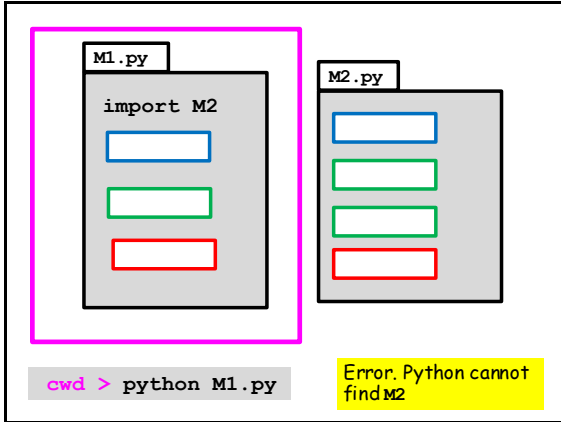 M1.py
import M2
M2.py
cwd > python M1.py
Error. Python cannot
find M2